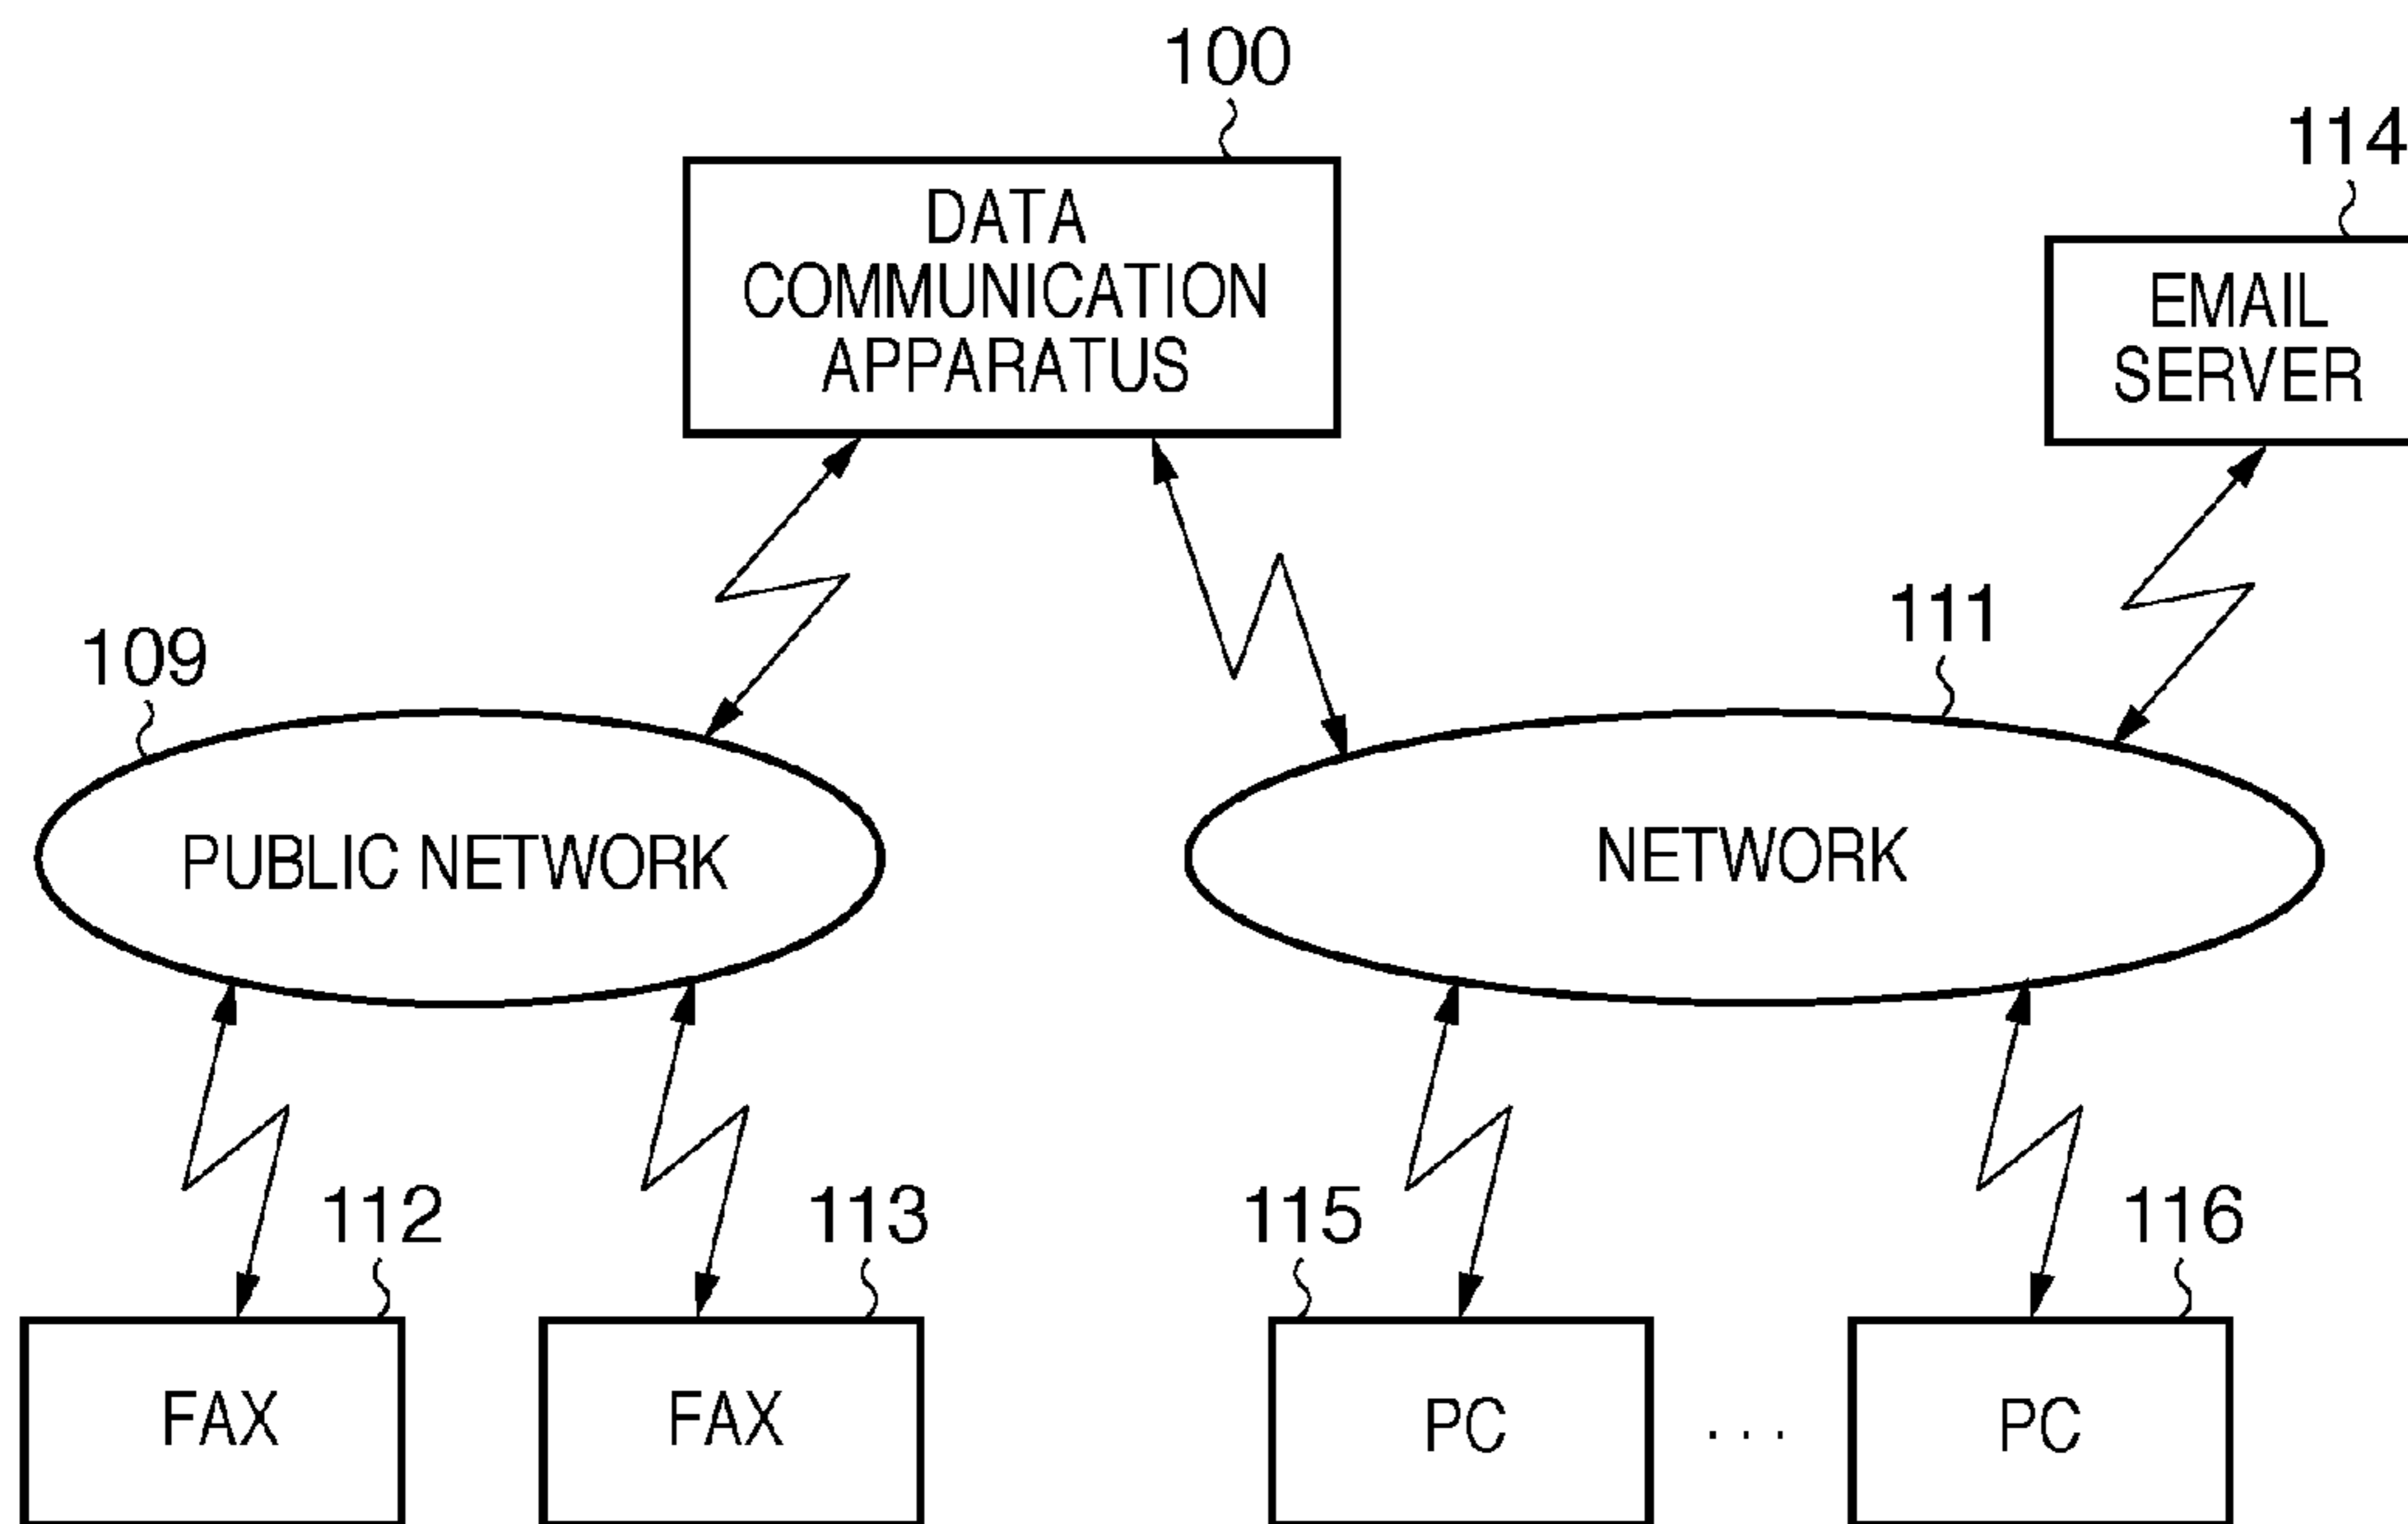 100
DATA
COMMUNICATION
APPARATUS
114
EMAIL
SERVER
109
111
PUBLIC NETWORK
NETWORK
112
113
115
116
FAX
FAX
PC
...
PC